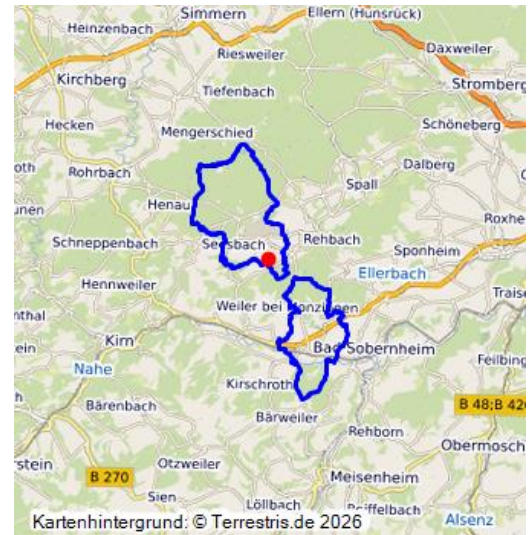 Simmern
Ellern (Hunsrück)
Heinzenbach
Riesweiler
Daxweiler
Kirchberg
Stromberg
Tiefenbach
Hecken
Mengerschied
Schöneberg
roth
Rohrbach
Dalberg
Spall
unen
Henau
Roxhe
Schneppenbach
Seesbach
Rehbach
Sponheim
Ellerbach
Hennweiler
Traise
Weiler bei Monzingen
nthal
Kirn
Bad Sobernheim
ein
Feilbing
Nahe
Kirschroth
Bärenbach
B 48;B 420
Bärweiler
Rehborn
Obermosch
erstein
Otzweiler
B 270
Meisenheim
Sien
Löllbach
Reiffelbach
Alsenz
Kartenhintergrund: © Terrestris.de 2026